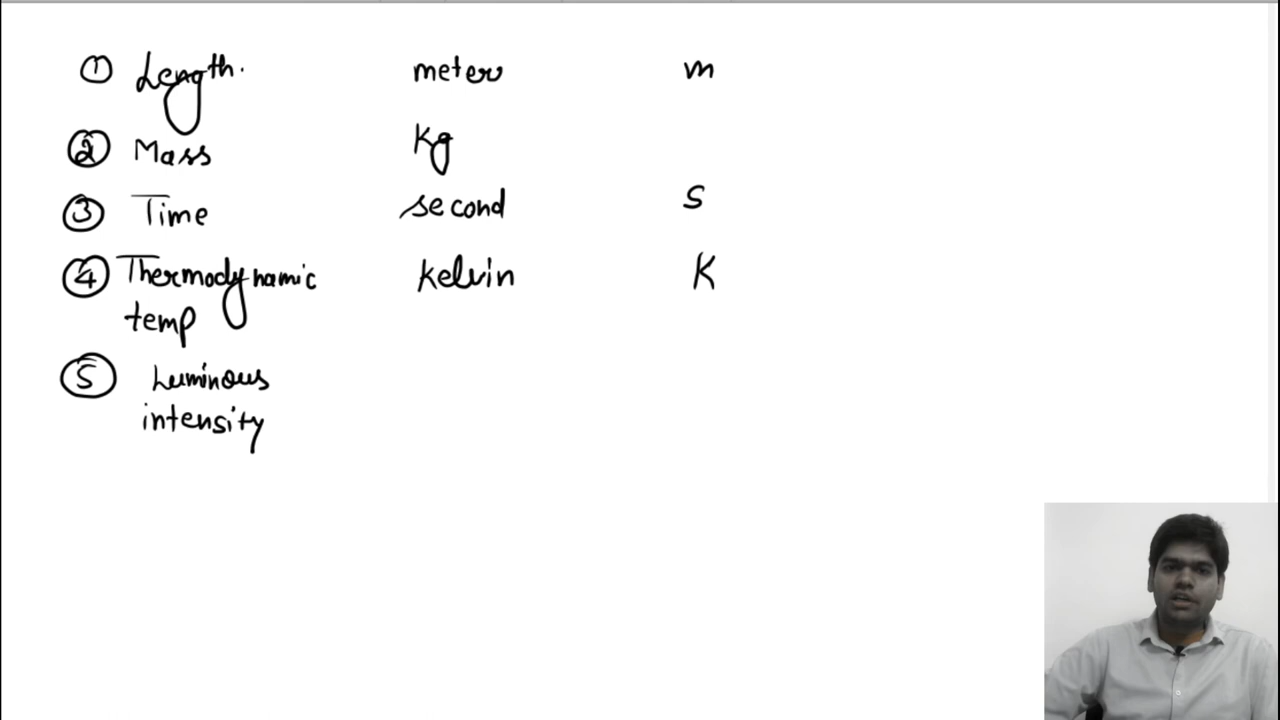 ① Length. meter m
② Mass Kg
③ Time second S
④ Thermodynamic kelvin K
temp
⑤ Luminous
intensity